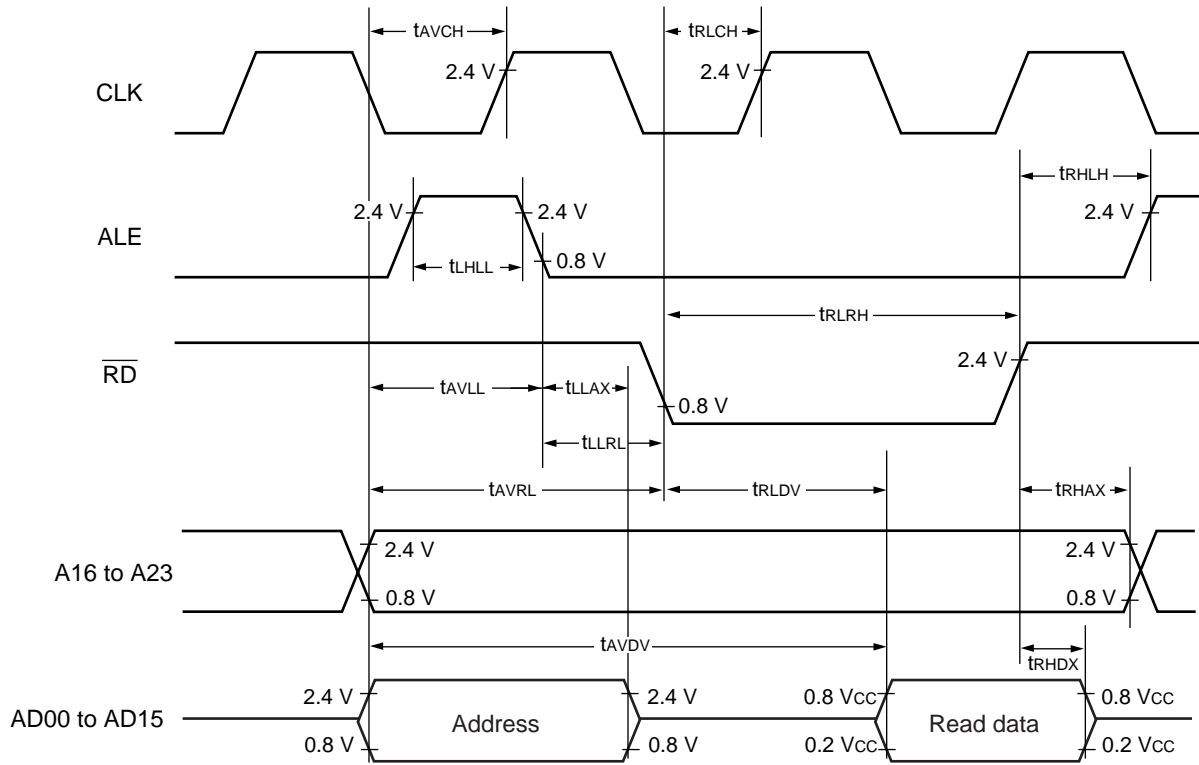 tAVCH
tRLCH
2.4 V
2.4 V
CLK
tRHLH
2.4 V
2.4 V
2.4 V
ALE
0.8 V
tLHLL
tRLRH
RD
2.4 V
tAVLL
tLLAX
0.8 V
tLLRL
tAVRL
tRLDV
tRHAX
2.4 V
2.4 V
A16 to A23
0.8 V
0.8 V
tAVDV
tRHDX
2.4 V
2.4 V
0.8 VCC
0.8 VCC
AD00 to AD15
Address
Read data
0.8 V
0.8 V
0.2 VCC
0.2 VCC